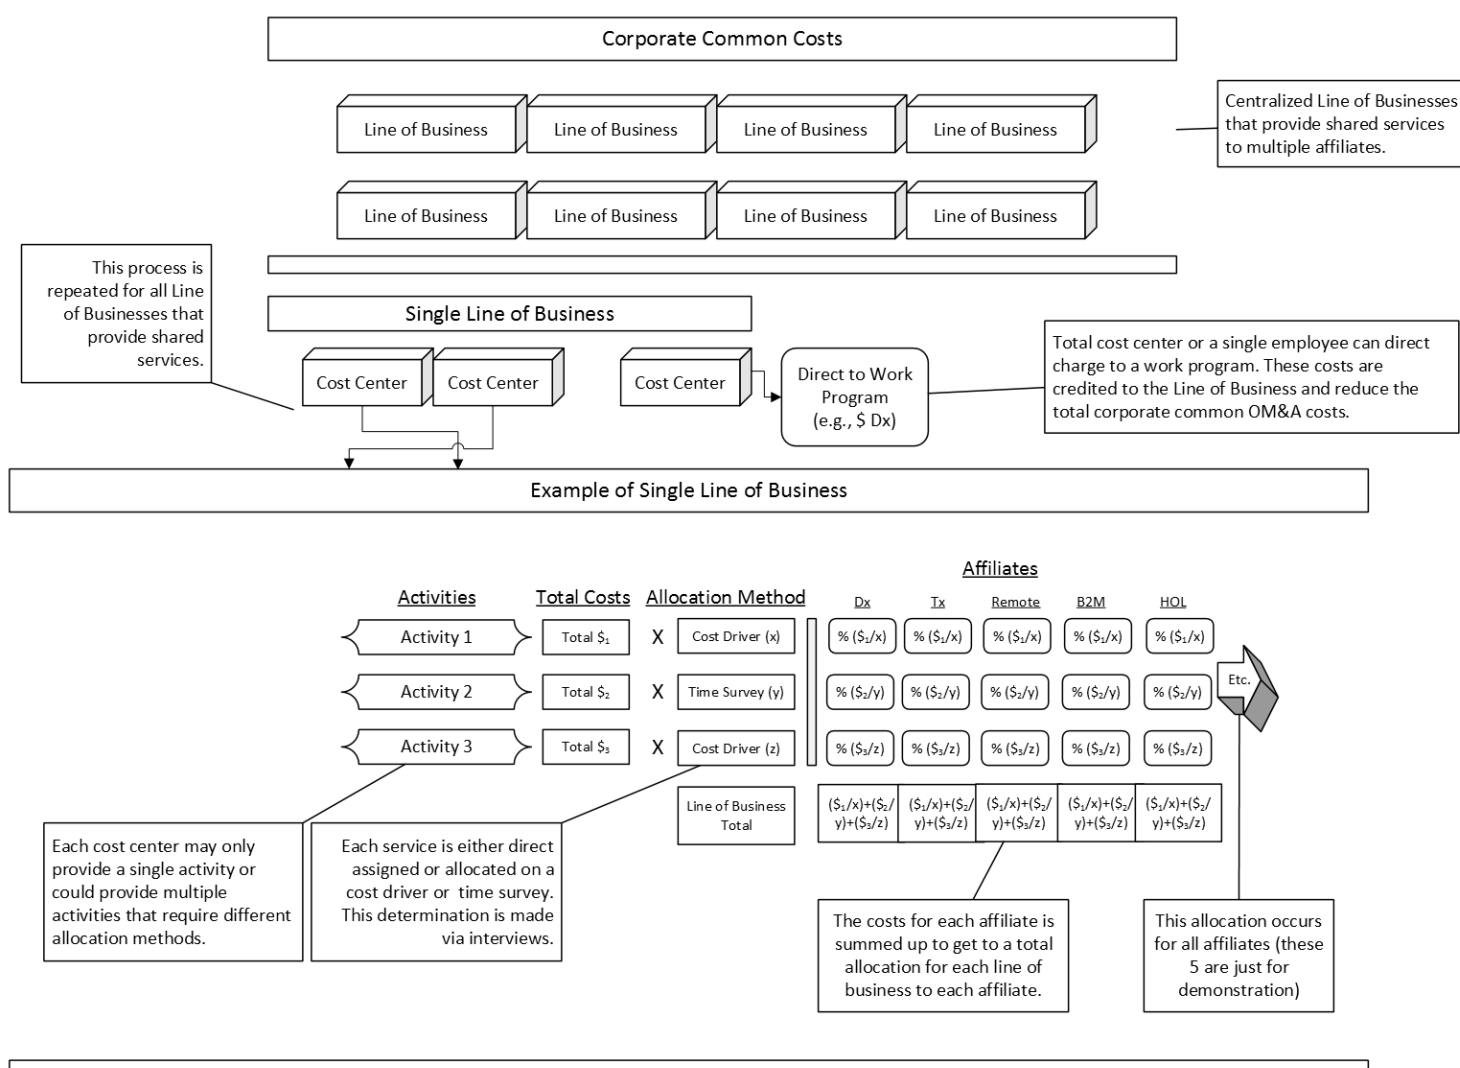 Corporate Common Costs
Line of Business Line of Business Line of Business Line of Business
Centralized Line of Businesses
that provide shared services
to multiple affiliates.
Line of Business Line of Business Line of Business Line of Business
This process is
repeated for all Line
of Businesses that
provide shared
services.
Single Line of Business
Cost Center Cost Center Cost Center
Direct to Work
Program
(e.g., $ Dx)
Total cost center or a single employee can direct
charge to a work program. These costs are
credited to the Line of Business and reduce the
total corporate common OM&A costs.
Example of Single Line of Business
Affiliates
Activities Total Costs Allocation Method Dx Tx Remote B2M HOL
Activity 1 Total $₁ X Cost Driver (x) % ($₁/x) % ($₁/x) % ($₁/x) % ($₁/x) % ($₁/x)
Activity 2 Total $₂ X Time Survey (y) % ($₂/y) % ($₂/y) % ($₂/y) % ($₂/y) % ($₂/y)
Etc.
Activity 3 Total $₃ X Cost Driver (z) % ($₃/z) % ($₃/z) % ($₃/z) % ($₃/z) % ($₃/z)
Line of Business
Total
($₁/x)+($₂/
y)+($₃/z)
($₁/x)+($₂/
y)+($₃/z)
($₁/x)+($₂/
y)+($₃/z)
($₁/x)+($₂/
y)+($₃/z)
($₁/x)+($₂/
y)+($₃/z)
Each cost center may only
provide a single activity or
could provide multiple
activities that require different
allocation methods.
Each service is either direct
assigned or allocated on a
cost driver or time survey.
This determination is made
via interviews.
The costs for each affiliate is
summed up to get to a total
allocation for each line of
business to each affiliate.
This allocation occurs
for all affiliates (these
5 are just for
demonstration)